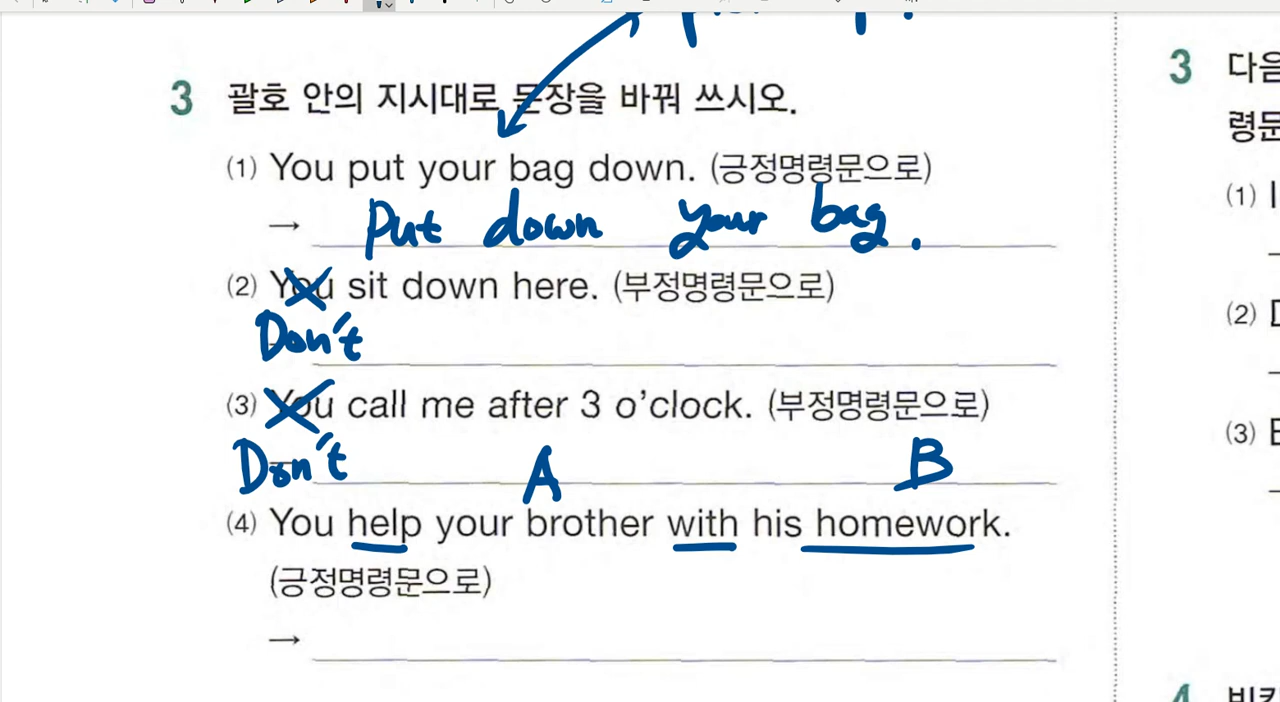 3 괄호 안의 지시대로 문장을 바꿔 쓰시오.
(1) You put your bag down. (긍정명령문으로)
→ Put down your bag.
(2) You sit down here. (부정명령문으로)
Don't
(3) You call me after 3 o'clock. (부정명령문으로)
Don't A B
(4) You help your brother with his homework.
(긍정명령문으로)
→
3 다음
령문
(1)
(2)
(3)
4 빈칸